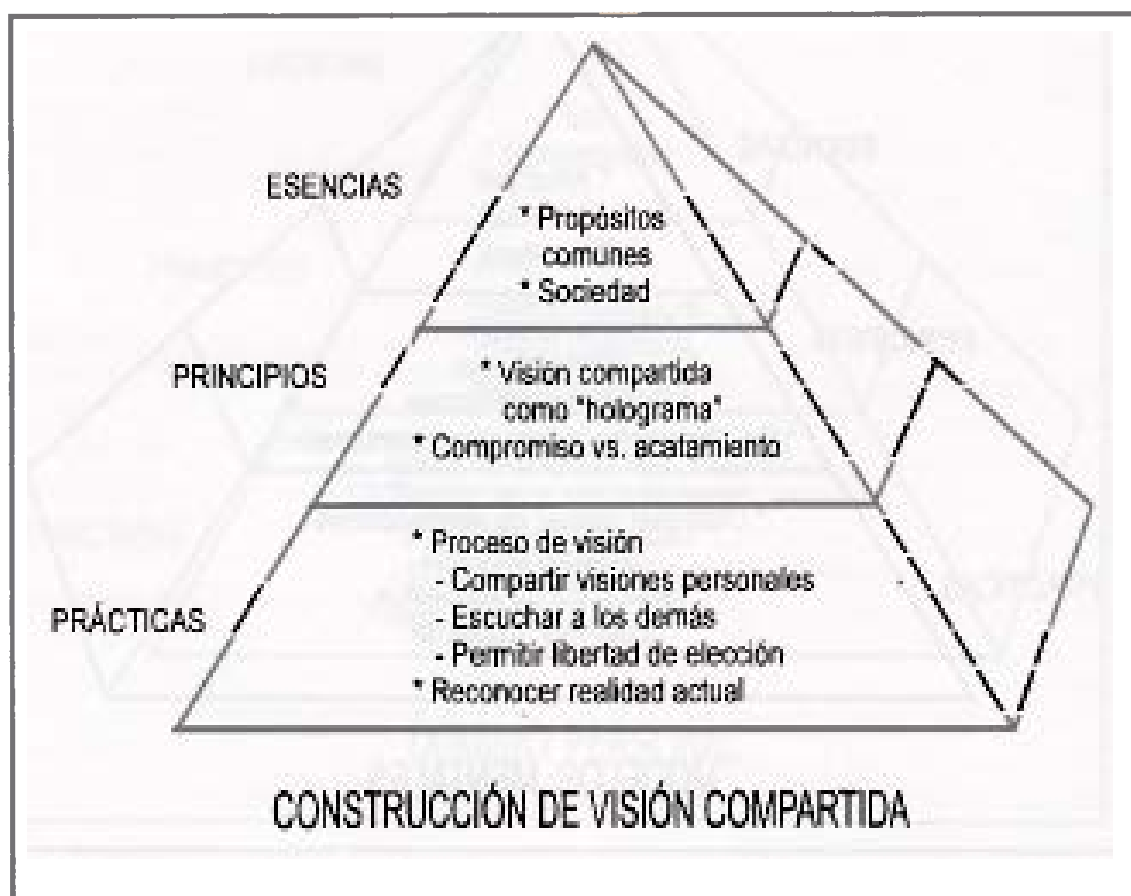 ESENCIAS
* Propósitos
comunes
* Sociedad
PRINCIPIOS
* Visión compartida
como "holograma"
* Compromiso vs. acatamiento
PRÁCTICAS
* Proceso de visión
- Compartir visiones personales
- Escuchar a los demás
- Permitir libertad de elección
* Reconocer realidad actual
CONSTRUCCIÓN DE VISIÓN COMPARTIDA